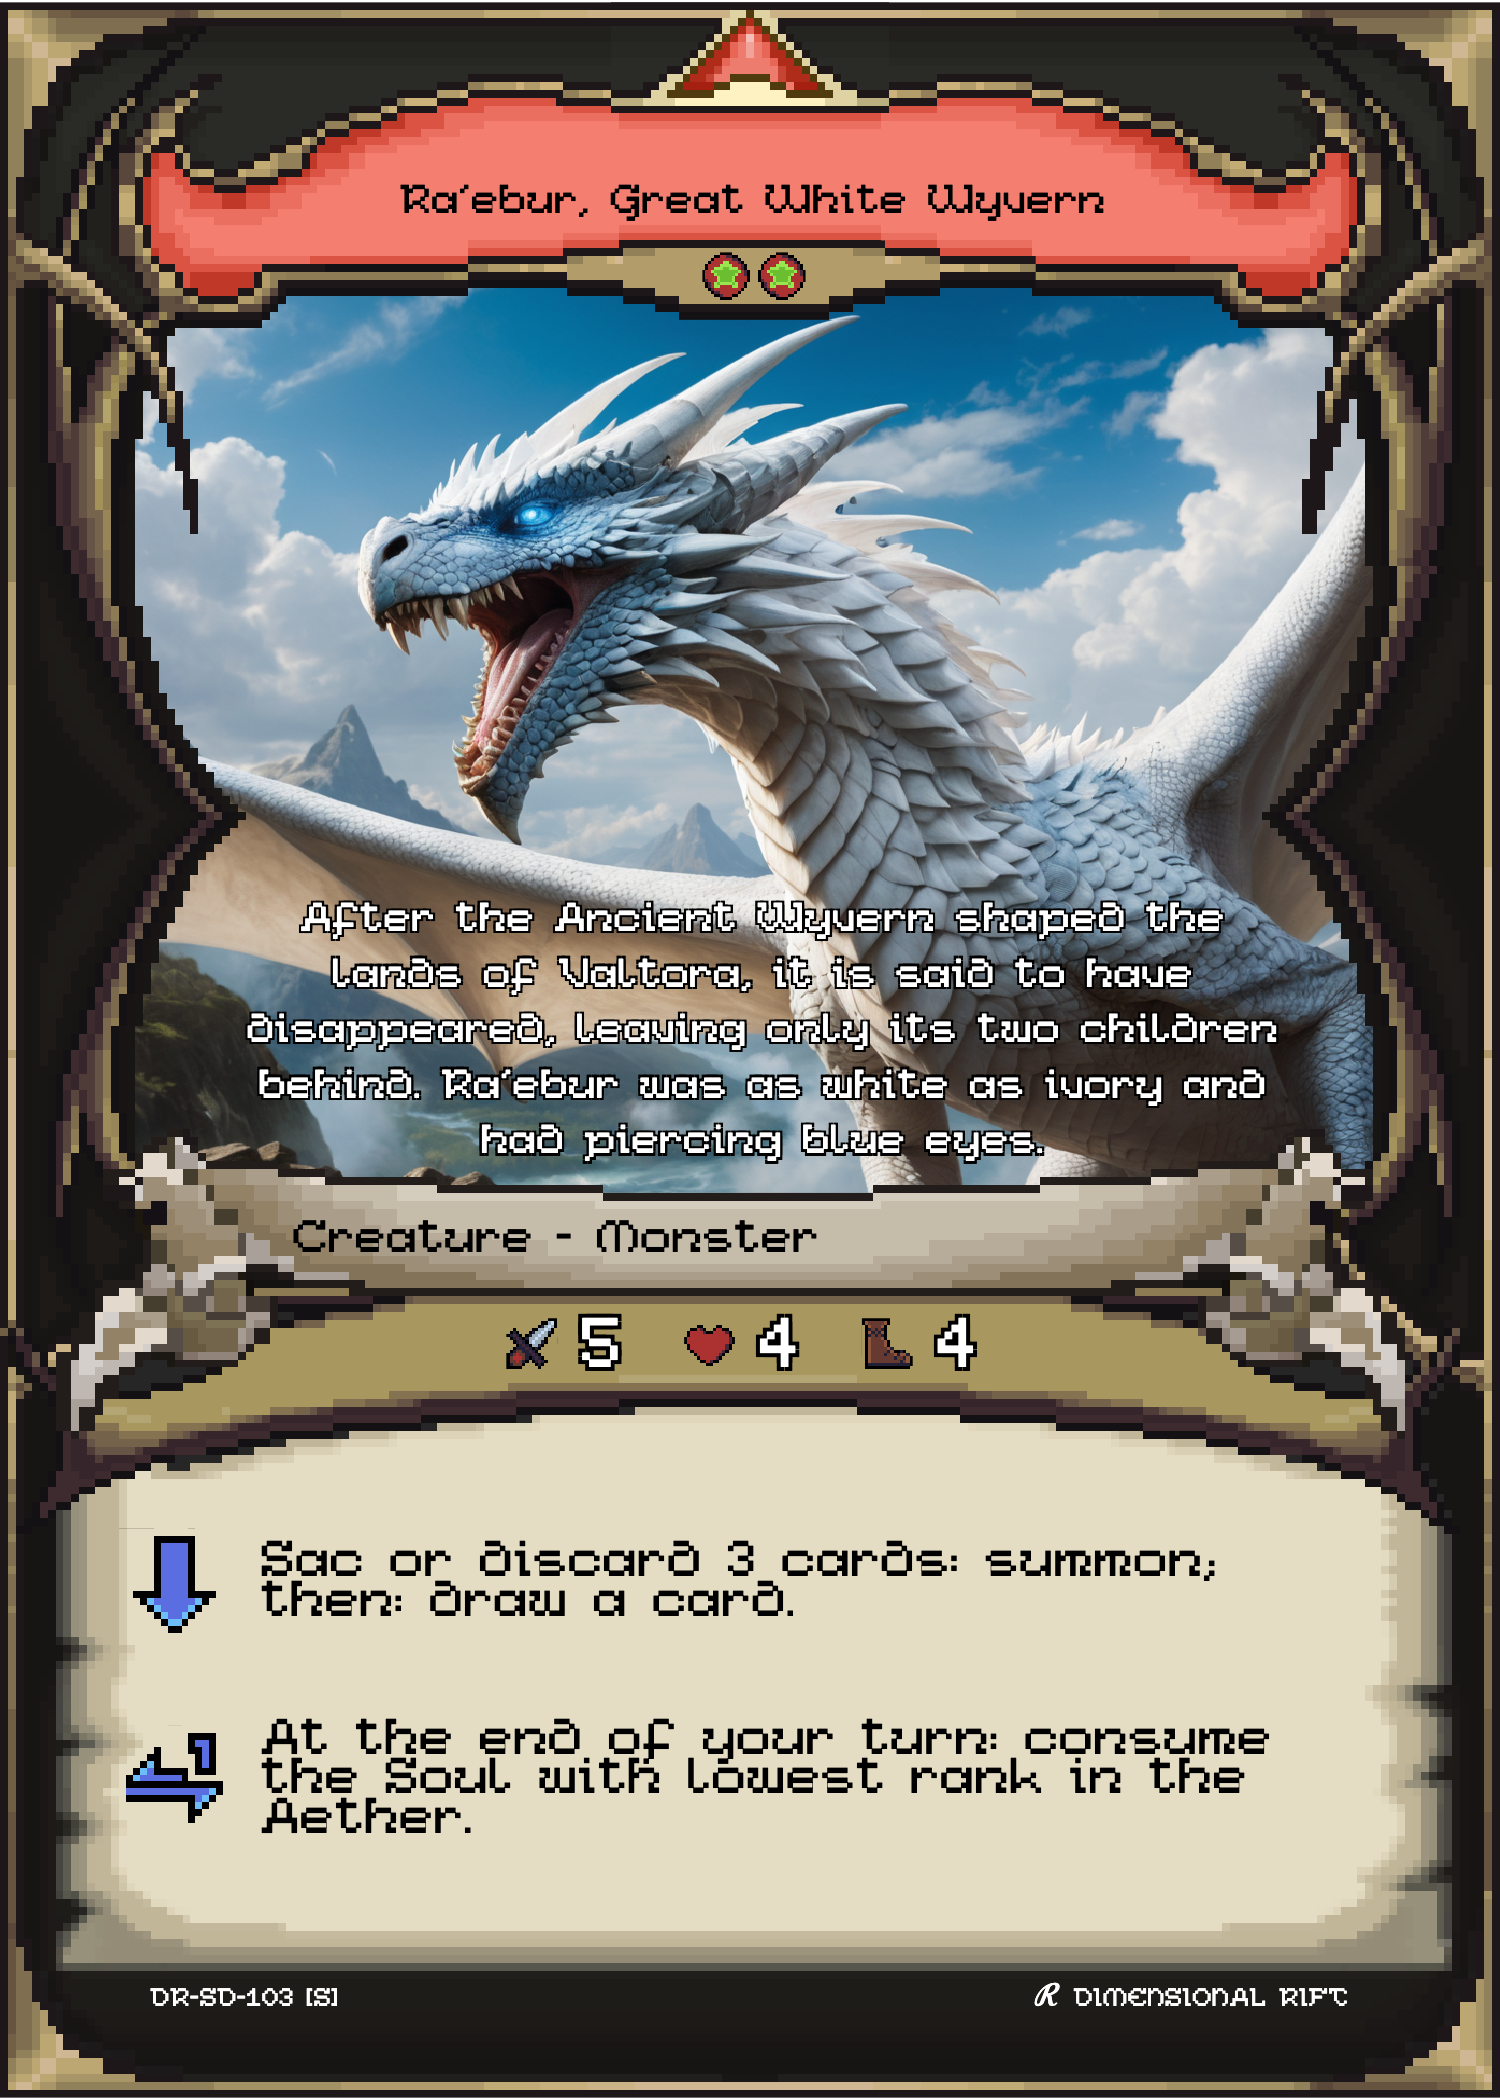 Ra'ebur, Great White Wyvern
After the Ancient Wyvern shaped the
lands of Valtora, it is said to have
disappeared, leaving only its two children
behind. Ra'ebur was as white as ivory and
had piercing blue eyes.
Creature - Monster
5 4 4
Sac or discard 3 cards: summon;
then: draw a card.
1
At the end of your turn: consume
the Soul with lowest rank in the
Aether.
DR-SD-103 [S]
R DIMENSIONAL RIFT